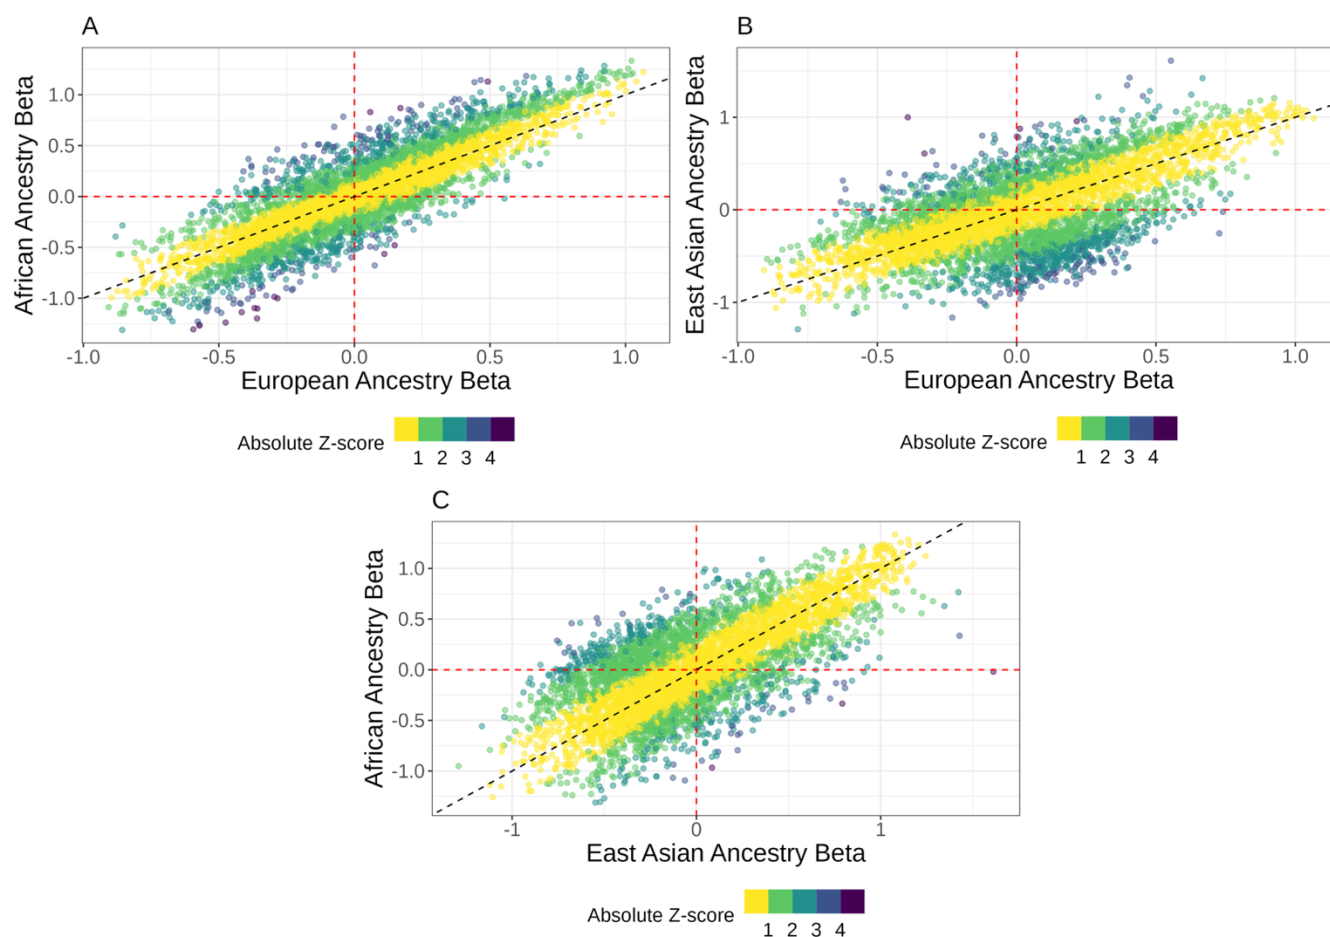 A
African Ancestry Beta
1.0
0.5
0.0
-0.5
-1.0
-1.0 -0.5 0.0 0.5 1.0
European Ancestry Beta
Absolute Z-score
1 2 3 4
B
East Asian Ancestry Beta
1
0
-1
-1.0 -0.5 0.0 0.5 1.0
European Ancestry Beta
Absolute Z-score
1 2 3 4
C
African Ancestry Beta
1.0
0.5
0.0
-0.5
-1.0
-1 0 1
East Asian Ancestry Beta
Absolute Z-score
1 2 3 4